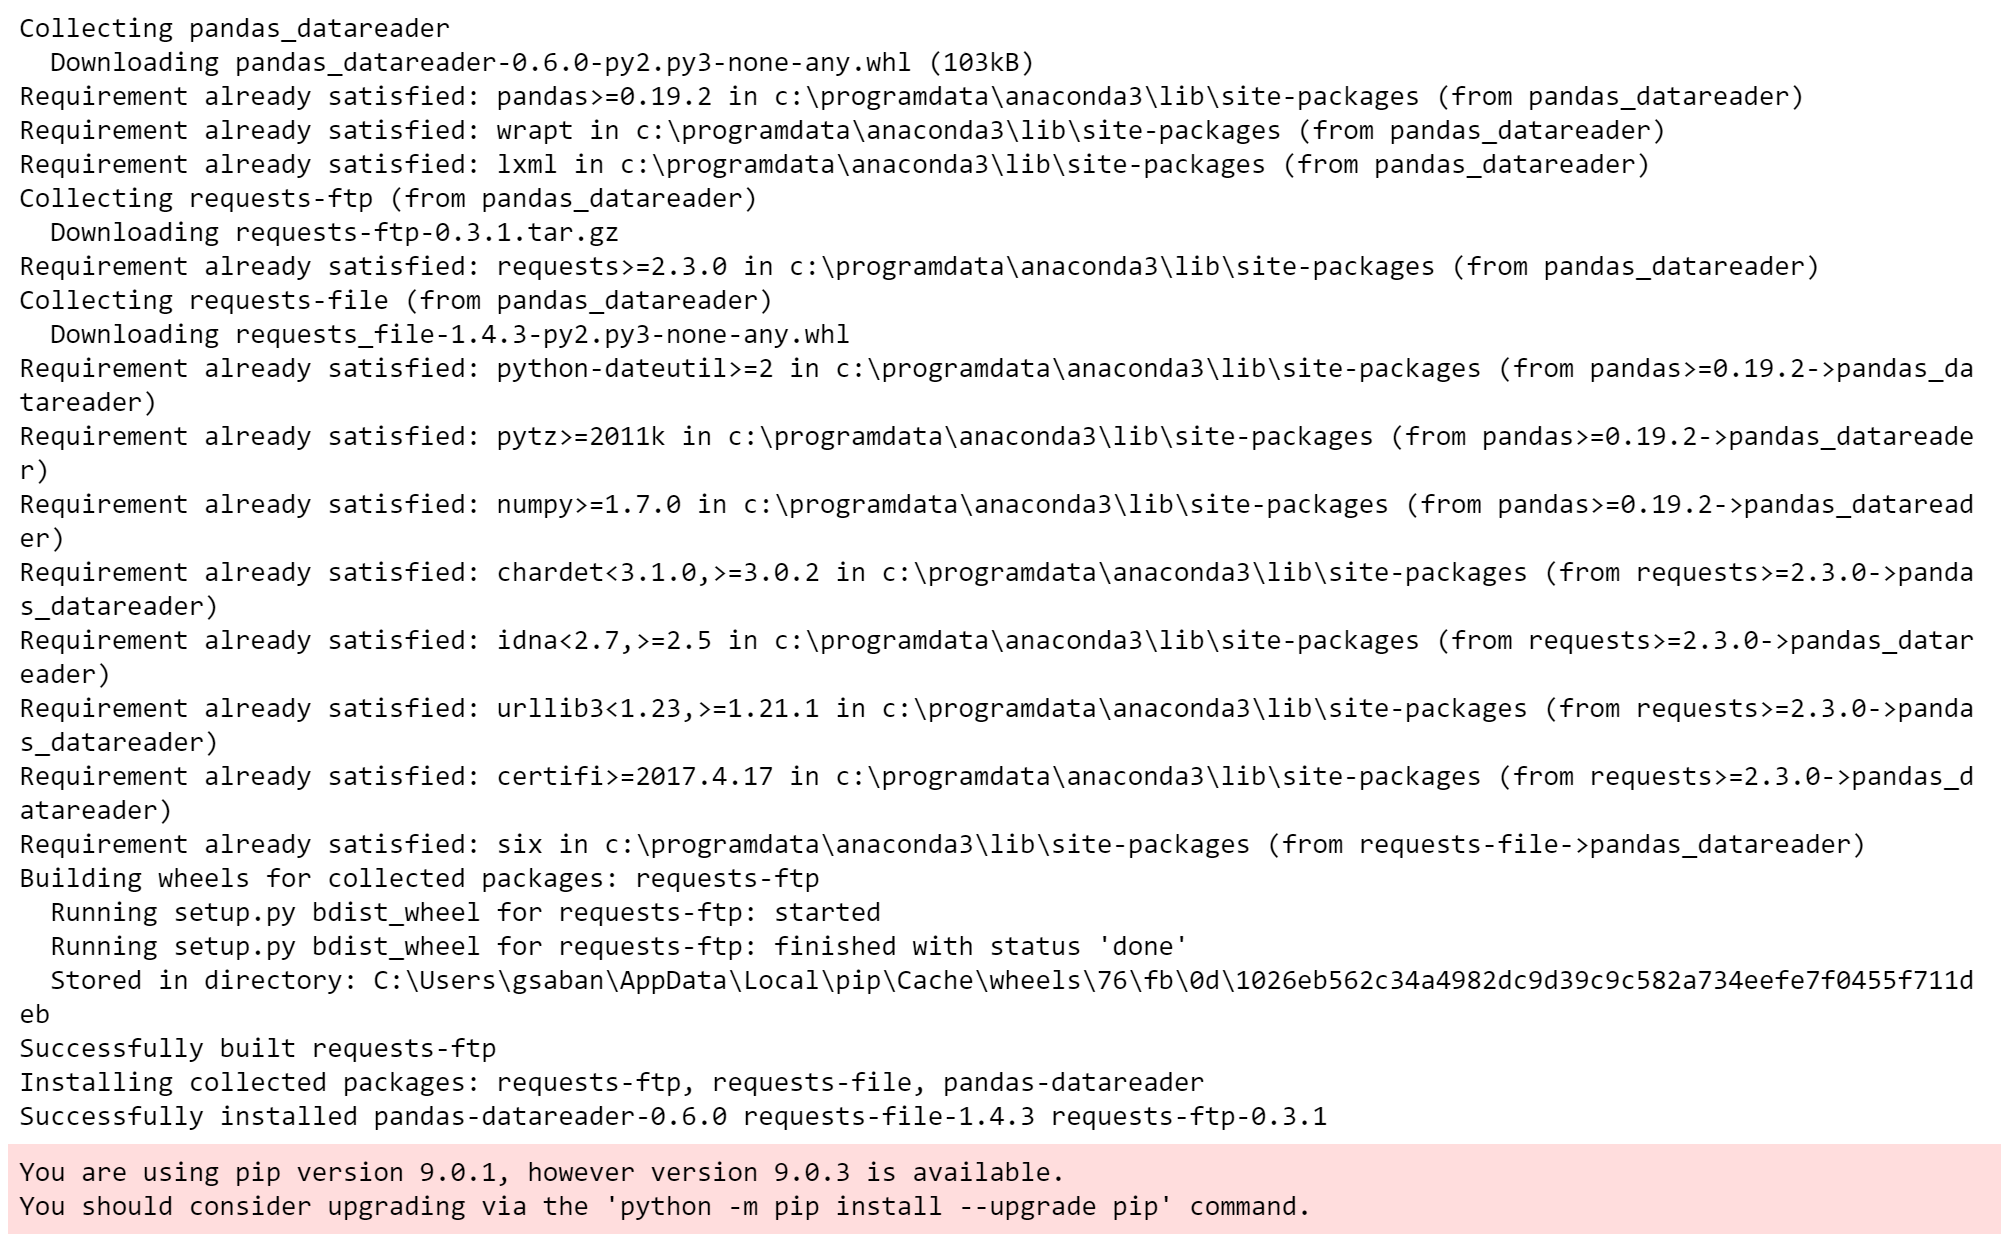 Collecting pandas_datareader
  Downloading pandas_datareader-0.6.0-py2.py3-none-any.whl (103kB)
Requirement already satisfied: pandas>=0.19.2 in c:\programdata\anaconda3\lib\site-packages (from pandas_datareader)
Requirement already satisfied: wrapt in c:\programdata\anaconda3\lib\site-packages (from pandas_datareader)
Requirement already satisfied: lxml in c:\programdata\anaconda3\lib\site-packages (from pandas_datareader)
Collecting requests-ftp (from pandas_datareader)
  Downloading requests-ftp-0.3.1.tar.gz
Requirement already satisfied: requests>=2.3.0 in c:\programdata\anaconda3\lib\site-packages (from pandas_datareader)
Collecting requests-file (from pandas_datareader)
  Downloading requests_file-1.4.3-py2.py3-none-any.whl
Requirement already satisfied: python-dateutil>=2 in c:\programdata\anaconda3\lib\site-packages (from pandas>=0.19.2->pandas_da
tareader)
Requirement already satisfied: pytz>=2011k in c:\programdata\anaconda3\lib\site-packages (from pandas>=0.19.2->pandas_datareade
r)
Requirement already satisfied: numpy>=1.7.0 in c:\programdata\anaconda3\lib\site-packages (from pandas>=0.19.2->pandas_dataread
er)
Requirement already satisfied: chardet<3.1.0,>=3.0.2 in c:\programdata\anaconda3\lib\site-packages (from requests>=2.3.0->panda
s_datareader)
Requirement already satisfied: idna<2.7,>=2.5 in c:\programdata\anaconda3\lib\site-packages (from requests>=2.3.0->pandas_datar
eader)
Requirement already satisfied: urllib3<1.23,>=1.21.1 in c:\programdata\anaconda3\lib\site-packages (from requests>=2.3.0->panda
s_datareader)
Requirement already satisfied: certifi>=2017.4.17 in c:\programdata\anaconda3\lib\site-packages (from requests>=2.3.0->pandas_d
atareader)
Requirement already satisfied: six in c:\programdata\anaconda3\lib\site-packages (from requests-file->pandas_datareader)
Building wheels for collected packages: requests-ftp
  Running setup.py bdist_wheel for requests-ftp: started
  Running setup.py bdist_wheel for requests-ftp: finished with status 'done'
  Stored in directory: C:\Users\gsaban\AppData\Local\pip\Cache\wheels\76\fb\0d\1026eb562c34a4982dc9d39c9c582a734eefe7f0455f711d
eb
Successfully built requests-ftp
Installing collected packages: requests-ftp, requests-file, pandas-datareader
Successfully installed pandas-datareader-0.6.0 requests-file-1.4.3 requests-ftp-0.3.1
You are using pip version 9.0.1, however version 9.0.3 is available.
You should consider upgrading via the 'python -m pip install --upgrade pip' command.